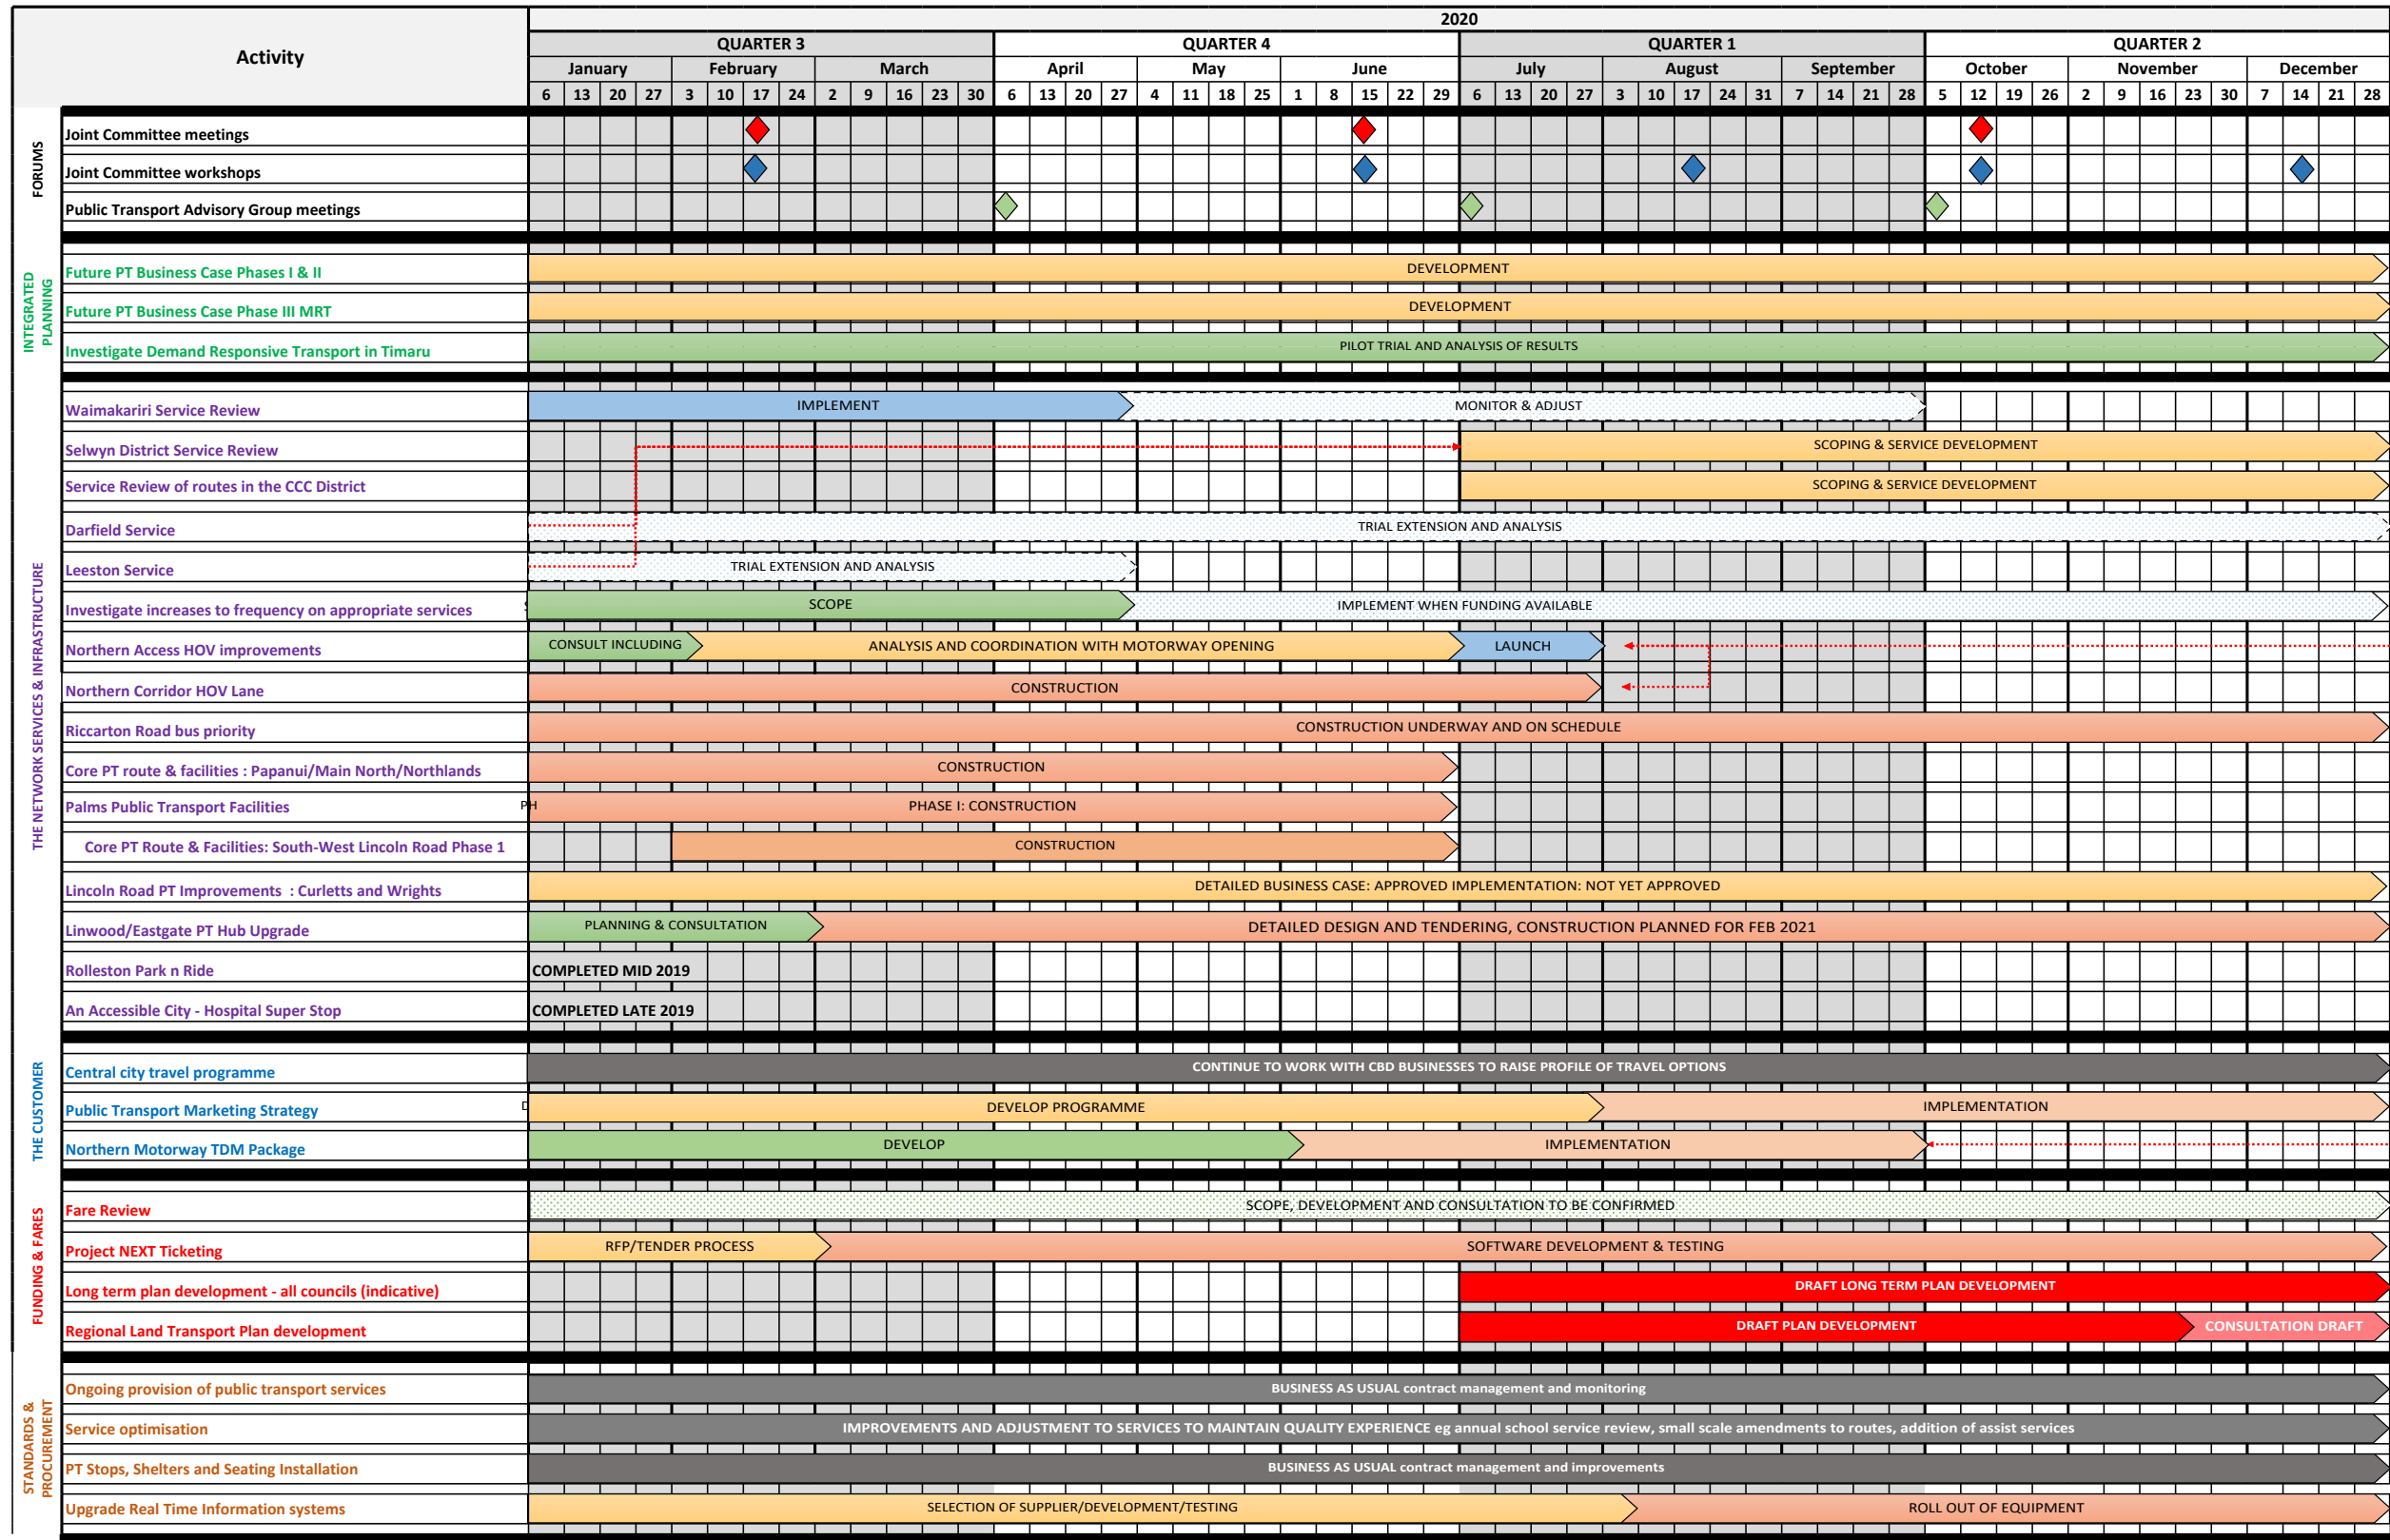 2020
Activity
QUARTER 3 QUARTER 4 QUARTER 1 QUARTER 2
January February March April May June July August September October November December
6 13 20 27 3 10 17 24 2 9 16 23 30 6 13 20 27 4 11 18 25 1 8 15 22 29 6 13 20 27 3 10 17 24 31 7 14 21 28 5 12 19 26 2 9 16 23 30 7 14 21 28
FORUMS
Joint Committee meetings
Joint Committee workshops
Public Transport Advisory Group meetings
INTEGRATED
PLANNING
Future PT Business Case Phases I & II DEVELOPMENT
Future PT Business Case Phase III MRT DEVELOPMENT
Investigate Demand Responsive Transport in Timaru PILOT TRIAL AND ANALYSIS OF RESULTS
THE NETWORK SERVICES & INFRASTRUCTURE
Waimakariri Service Review IMPLEMENT MONITOR & ADJUST
Selwyn District Service Review SCOPING & SERVICE DEVELOPMENT
Service Review of routes in the CCC District SCOPING & SERVICE DEVELOPMENT
Darfield Service TRIAL EXTENSION AND ANALYSIS
Leeston Service TRIAL EXTENSION AND ANALYSIS
Investigate increases to frequency on appropriate services SCOPE IMPLEMENT WHEN FUNDING AVAILABLE
Northern Access HOV improvements CONSULT INCLUDING ANALYSIS AND COORDINATION WITH MOTORWAY OPENING LAUNCH
Northern Corridor HOV Lane CONSTRUCTION
Riccarton Road bus priority CONSTRUCTION UNDERWAY AND ON SCHEDULE
Core PT route & facilities : Papanui/Main North/Northlands CONSTRUCTION
Palms Public Transport Facilities PH PHASE I: CONSTRUCTION
Core PT Route & Facilities: South-West Lincoln Road Phase 1 CONSTRUCTION
Lincoln Road PT Improvements : Curletts and Wrights DETAILED BUSINESS CASE: APPROVED IMPLEMENTATION: NOT YET APPROVED
Linwood/Eastgate PT Hub Upgrade PLANNING & CONSULTATION DETAILED DESIGN AND TENDERING, CONSTRUCTION PLANNED FOR FEB 2021
Rolleston Park n Ride COMPLETED MID 2019
An Accessible City - Hospital Super Stop COMPLETED LATE 2019
THE CUSTOMER
Central city travel programme CONTINUE TO WORK WITH CBD BUSINESSES TO RAISE PROFILE OF TRAVEL OPTIONS
Public Transport Marketing Strategy DEVELOP PROGRAMME IMPLEMENTATION
Northern Motorway TDM Package DEVELOP IMPLEMENTATION
FUNDING & FARES
Fare Review SCOPE, DEVELOPMENT AND CONSULTATION TO BE CONFIRMED
Project NEXT Ticketing RFP/TENDER PROCESS SOFTWARE DEVELOPMENT & TESTING
Long term plan development - all councils (indicative) DRAFT LONG TERM PLAN DEVELOPMENT
Regional Land Transport Plan development DRAFT PLAN DEVELOPMENT CONSULTATION DRAFT
STANDARDS &
PROCUREMENT
Ongoing provision of public transport services BUSINESS AS USUAL contract management and monitoring
Service optimisation IMPROVEMENTS AND ADJUSTMENT TO SERVICES TO MAINTAIN QUALITY EXPERIENCE eg annual school service review, small scale amendments to routes, addition of assist services
PT Stops, Shelters and Seating Installation BUSINESS AS USUAL contract management and improvements
Upgrade Real Time Information systems SELECTION OF SUPPLIER/DEVELOPMENT/TESTING ROLL OUT OF EQUIPMENT